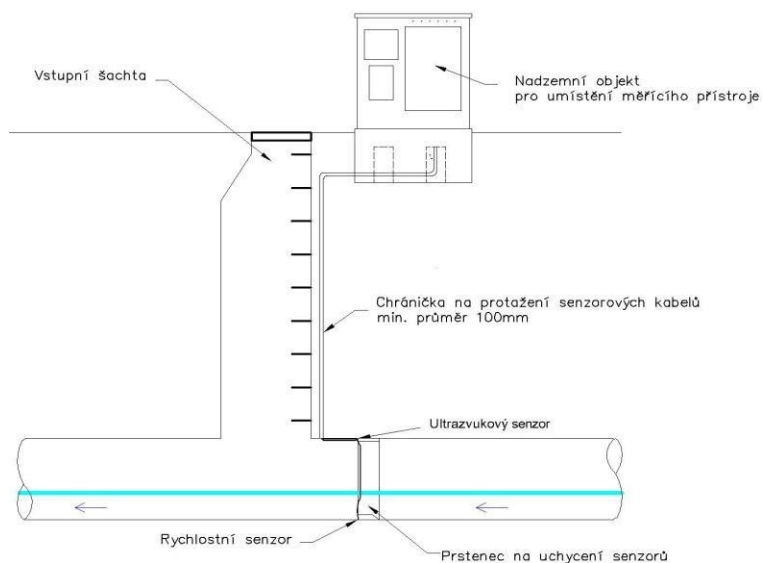 Vstupní šachta
Nadzemní objekt
pro umístění měřícího přístroje
Chránička na protažení senzorových kabelů
min. průměr 100mm
Ultrazvukový senzor
Rychlostní senzor
Prstenec na uchycení senzorů